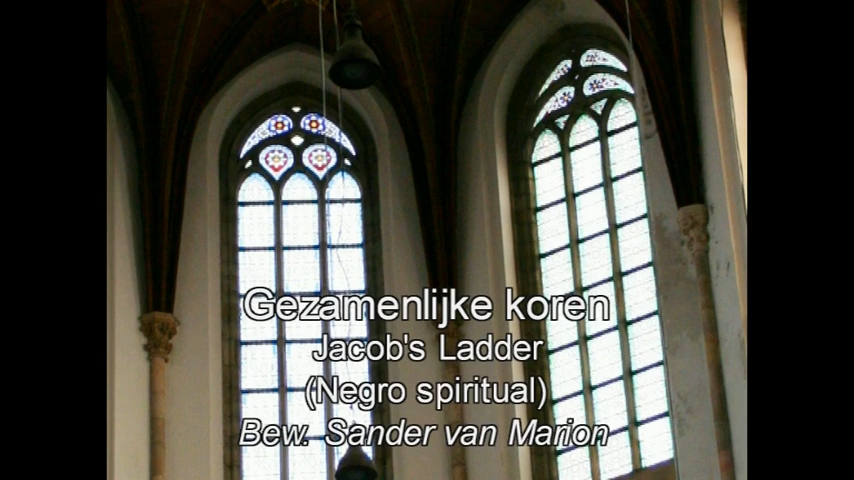 Gezamenlijke koren
Jacob's Ladder
(Negro spiritual)
Bew. Sander van Marion